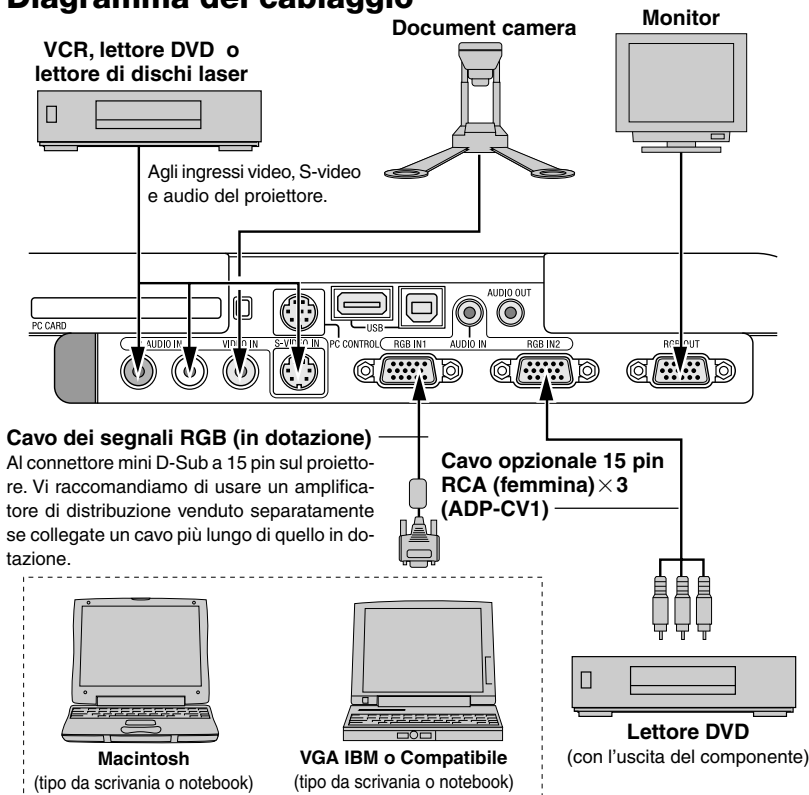 Diagramma del cablaggio
Document camera
Monitor
VCR, lettore DVD o
lettore di dischi laser
Agli ingressi video, S-video
e audio del proiettore.
AUDIO OUT
USB
PC CARD
AUDIO IN
VIDEO IN
S-VIDEO IN
PC CONTROL
RGB IN1
AUDIO IN
RGB IN2
RGB OUT
Cavo dei segnali RGB (in dotazione)
Al connettore mini D-Sub a 15 pin sul proietto-
re. Vi raccomandiamo di usare un amplifica-
tore di distribuzione venduto separatamente
se collegate un cavo più lungo di quello in do-
tazione.
Cavo opzionale 15 pin
RCA (femmina)×3
(ADP-CV1)
Macintosh
(tipo da scrivania o notebook)
VGA IBM o Compatibile
(tipo da scrivania o notebook)
Lettore DVD
(con l'uscita del componente)